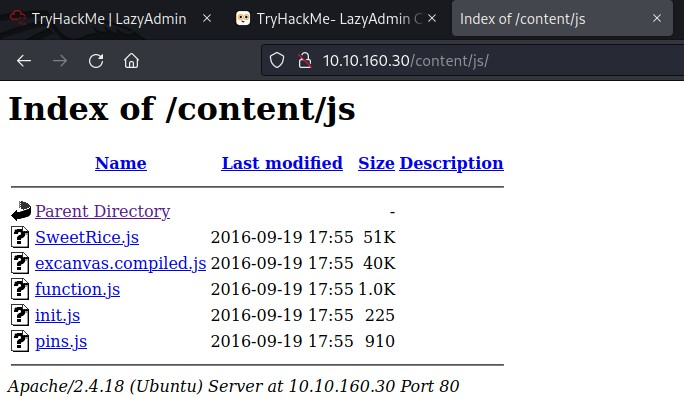 TryHackMe | LazyAdmin
TryHackMe- LazyAdmin C
Index of /content/js
10.10.160.30/content/js/
Index of /content/js
Name Last modified Size Description
Parent Directory -
SweetRice.js 2016-09-19 17:55 51K
excanvas.compiled.js 2016-09-19 17:55 40K
function.js 2016-09-19 17:55 1.0K
init.js 2016-09-19 17:55 225
pins.js 2016-09-19 17:55 910
Apache/2.4.18 (Ubuntu) Server at 10.10.160.30 Port 80